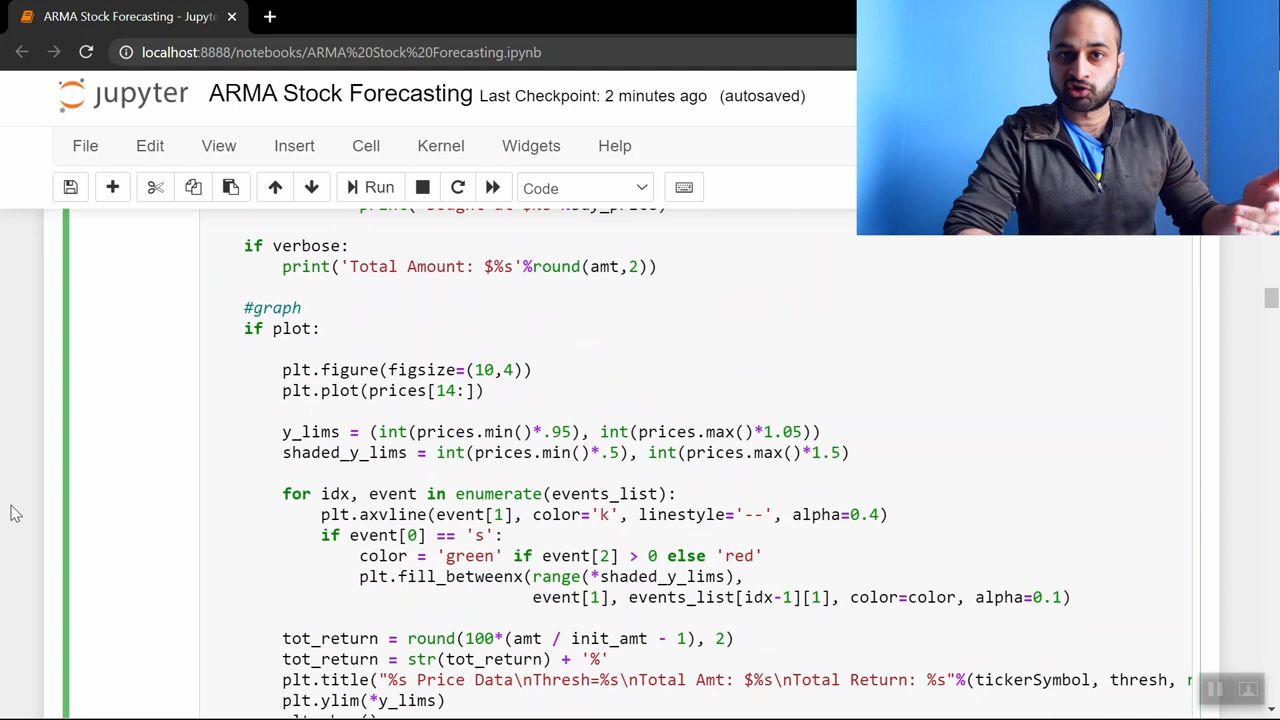 ARMA Stock Forecasting - Jupyte
localhost:8888/notebooks/ARMA%20Stock%20Forecasting.ipynb
jupyter ARMA Stock Forecasting Last Checkpoint: 2 minutes ago (autosaved)
File Edit View Insert Cell Kernel Widgets Help
Run Code
if verbose:
print('Total Amount: $%s'%round(amt,2))
#graph
if plot:
plt.figure(figsize=(10,4))
plt.plot(prices[14:])
y_lims = (int(prices.min()*.95), int(prices.max()*1.05))
shaded_y_lims = int(prices.min()*.5), int(prices.max()*1.5)
for idx, event in enumerate(events_list):
plt.axvline(event[1], color='k', linestyle='--', alpha=0.4)
if event[0] == 's':
color = 'green' if event[2] > 0 else 'red'
plt.fill_betweenx(range(*shaded_y_lims),
event[1], events_list[idx-1][1], color=color, alpha=0.1)
tot_return = round(100*(amt / init_amt - 1), 2)
tot_return = str(tot_return) + '%'
plt.title("%s Price Data\nThresh=%s\nTotal Amt: $%s\nTotal Return: %s"%(tickerSymbol, thresh, r
plt.ylim(*y_lims)